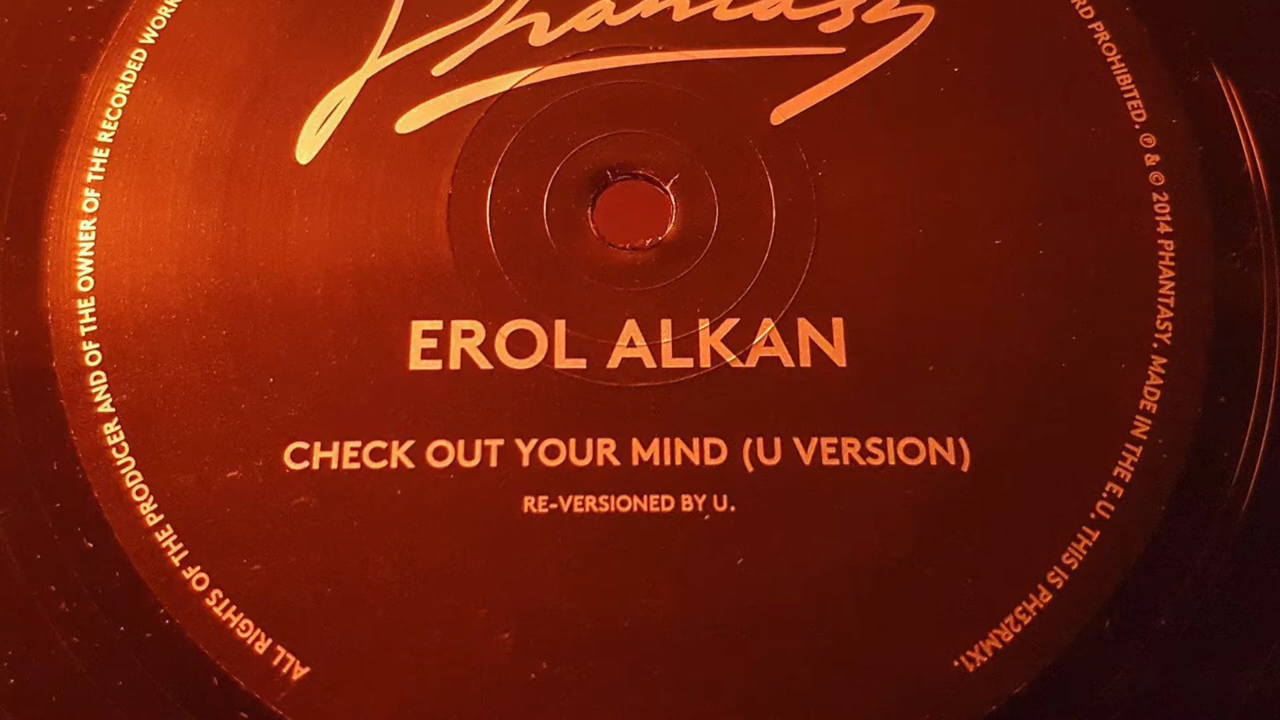 Phantasy
EROL ALKAN
CHECK OUT YOUR MIND (U VERSION)
RE-VERSIONED BY U.
ALL RIGHTS OF THE PRODUCER AND OF THE OWNER OF THE RECORDED WORK
PROHIBITED. ℗ & © 2014 PHANTASY. MADE IN THE E.U. THIS IS PH32RMX1.